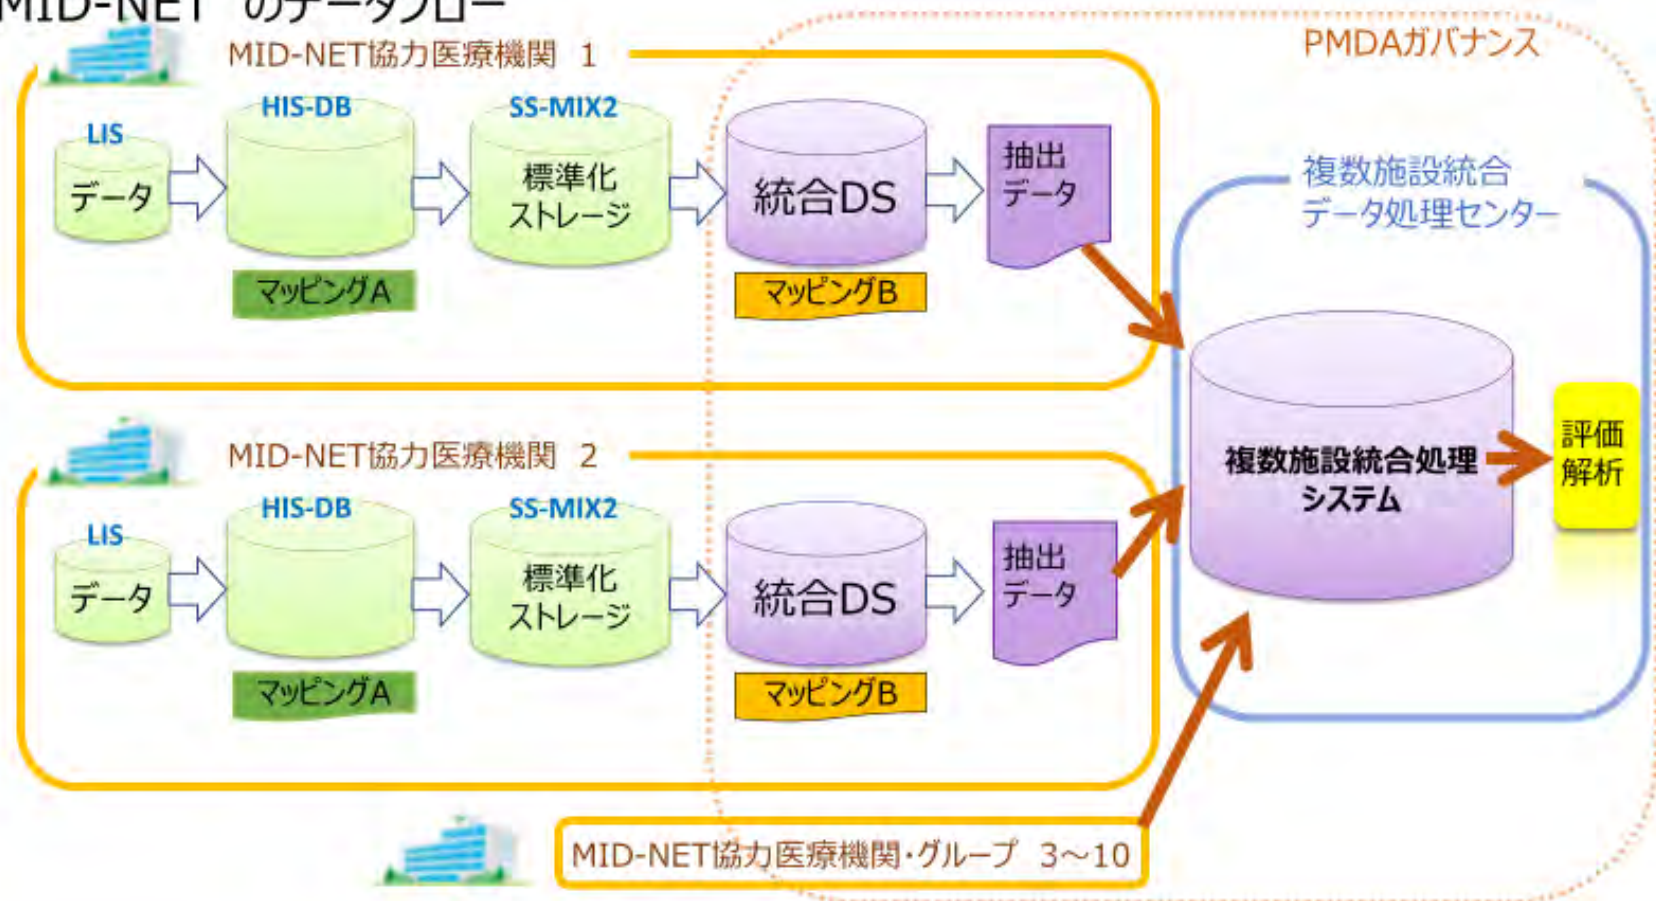 MID-NET のデータフロー
MID-NET協力医療機関 1
PMDAガバナンス
LIS
データ
HIS-DB
マッピングA
SS-MIX2
標準化
ストレージ
統合DS
マッピングB
抽出
データ
複数施設統合
データ処理センター
MID-NET協力医療機関 2
LIS
データ
HIS-DB
マッピングA
SS-MIX2
標準化
ストレージ
統合DS
マッピングB
抽出
データ
複数施設統合処理
システム
評価
解析
MID-NET協力医療機関・グループ 3～10